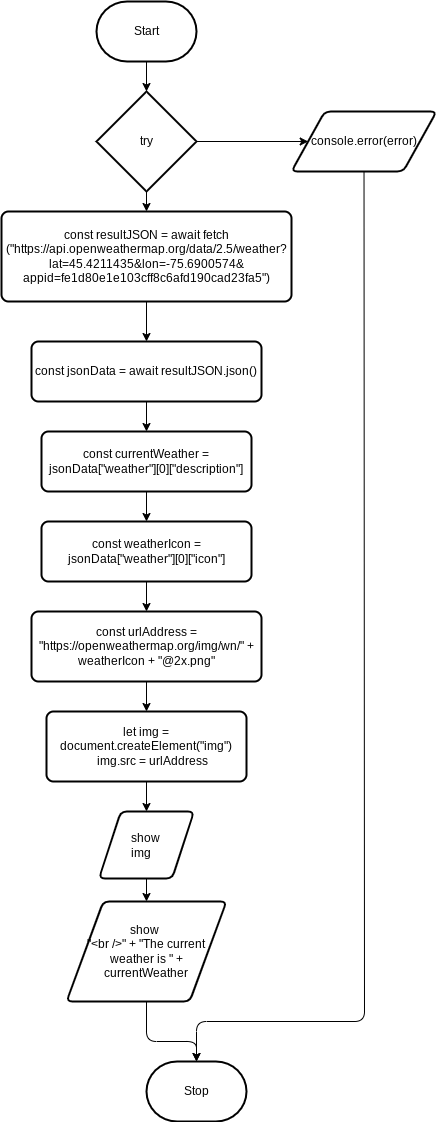 Start
try
console.error(error)
const resultJSON = await fetch
("https://api.openweathermap.org/data/2.5/weather?
lat=45.4211435&lon=-75.6900574&
appid=fe1d80e1e103cff8c6afd190cad23fa5")
const jsonData = await resultJSON.json()
const currentWeather =
jsonData["weather"][0]["description"]
const weatherIcon =
jsonData["weather"][0]["icon"]
const urlAddress =
"https://openweathermap.org/img/wn/" +
weatherIcon + "@2x.png"
let img =
document.createElement("img")
img.src = urlAddress
show
img
show
"<br />" + "The current
weather is " +
currentWeather
Stop